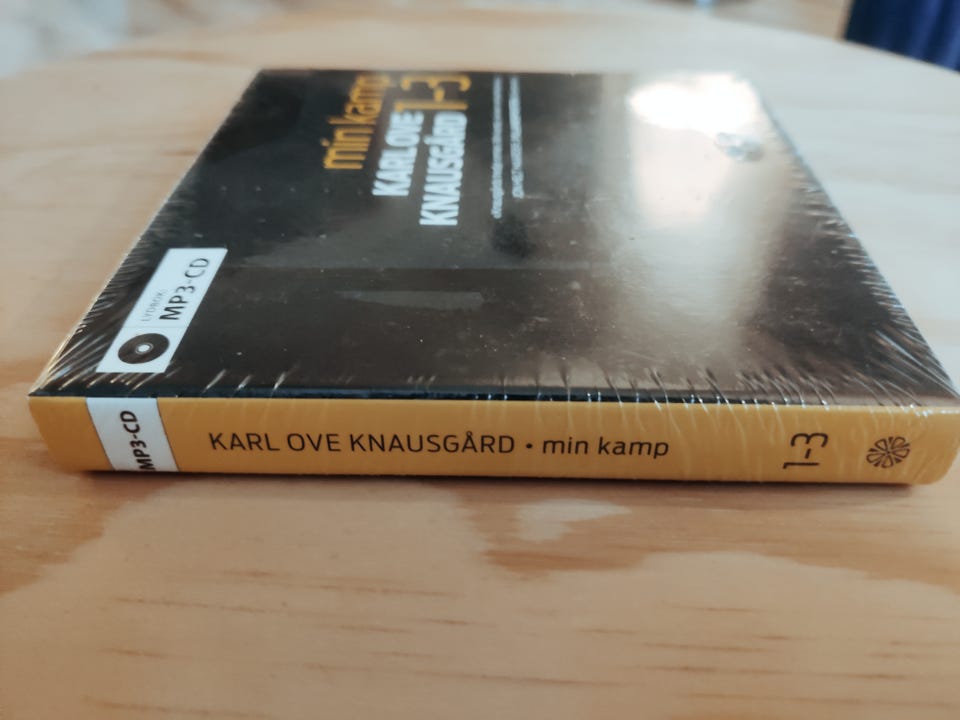 min kamp
KARL OVE 1-3
KNAUSGÅRD
LYDBOK:
MP3-CD
MP3-CD
KARL OVE KNAUSGÅRD • min kamp
1-3